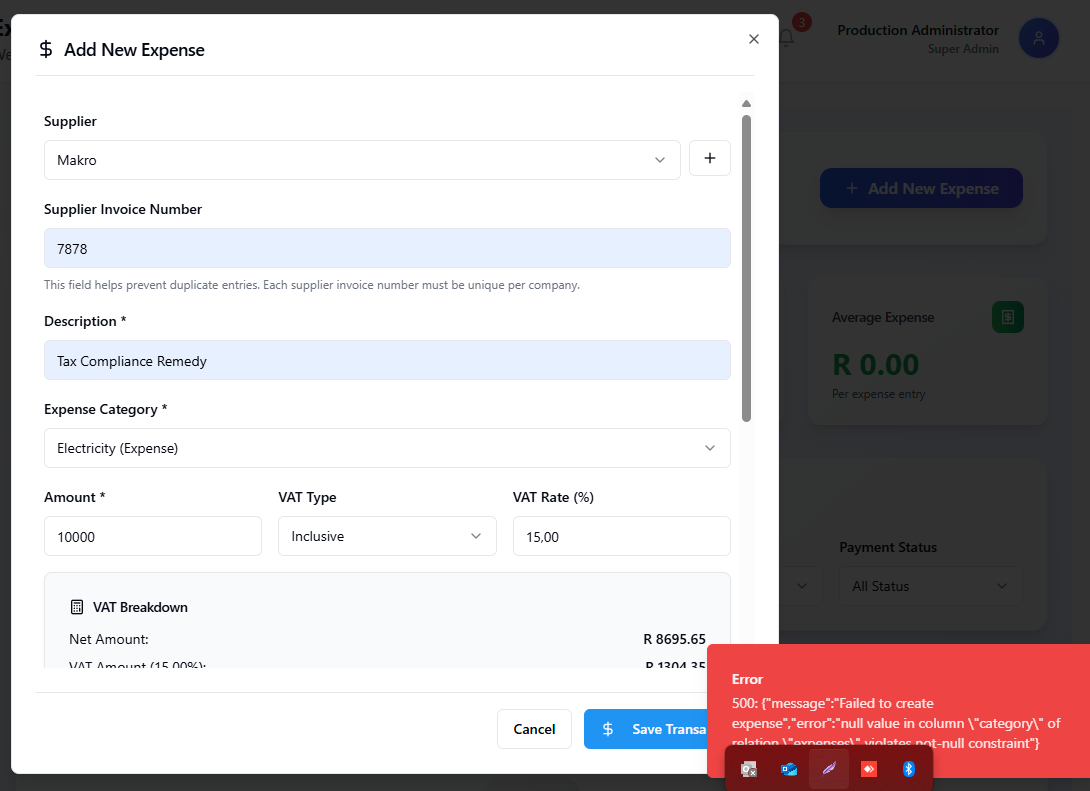 Add New Expense
3
Production Administrator
Super Admin
Supplier
Makro
Add New Expense
Supplier Invoice Number
7878
This field helps prevent duplicate entries. Each supplier invoice number must be unique per company.
Average Expense
R 0.00
Per expense entry
Description *
Tax Compliance Remedy
Expense Category *
Electricity (Expense)
Amount *
VAT Type
VAT Rate (%)
10000
Inclusive
15,00
Payment Status
All Status
VAT Breakdown
Net Amount:
R 8695.65
VAT Amount (15.00%):
R 1304.35
Cancel
Save Transa
Error
500: {"message":"Failed to create
expense","error":"null value in column \"category\" of
relation \"expenses\" violates not-null constraint"}